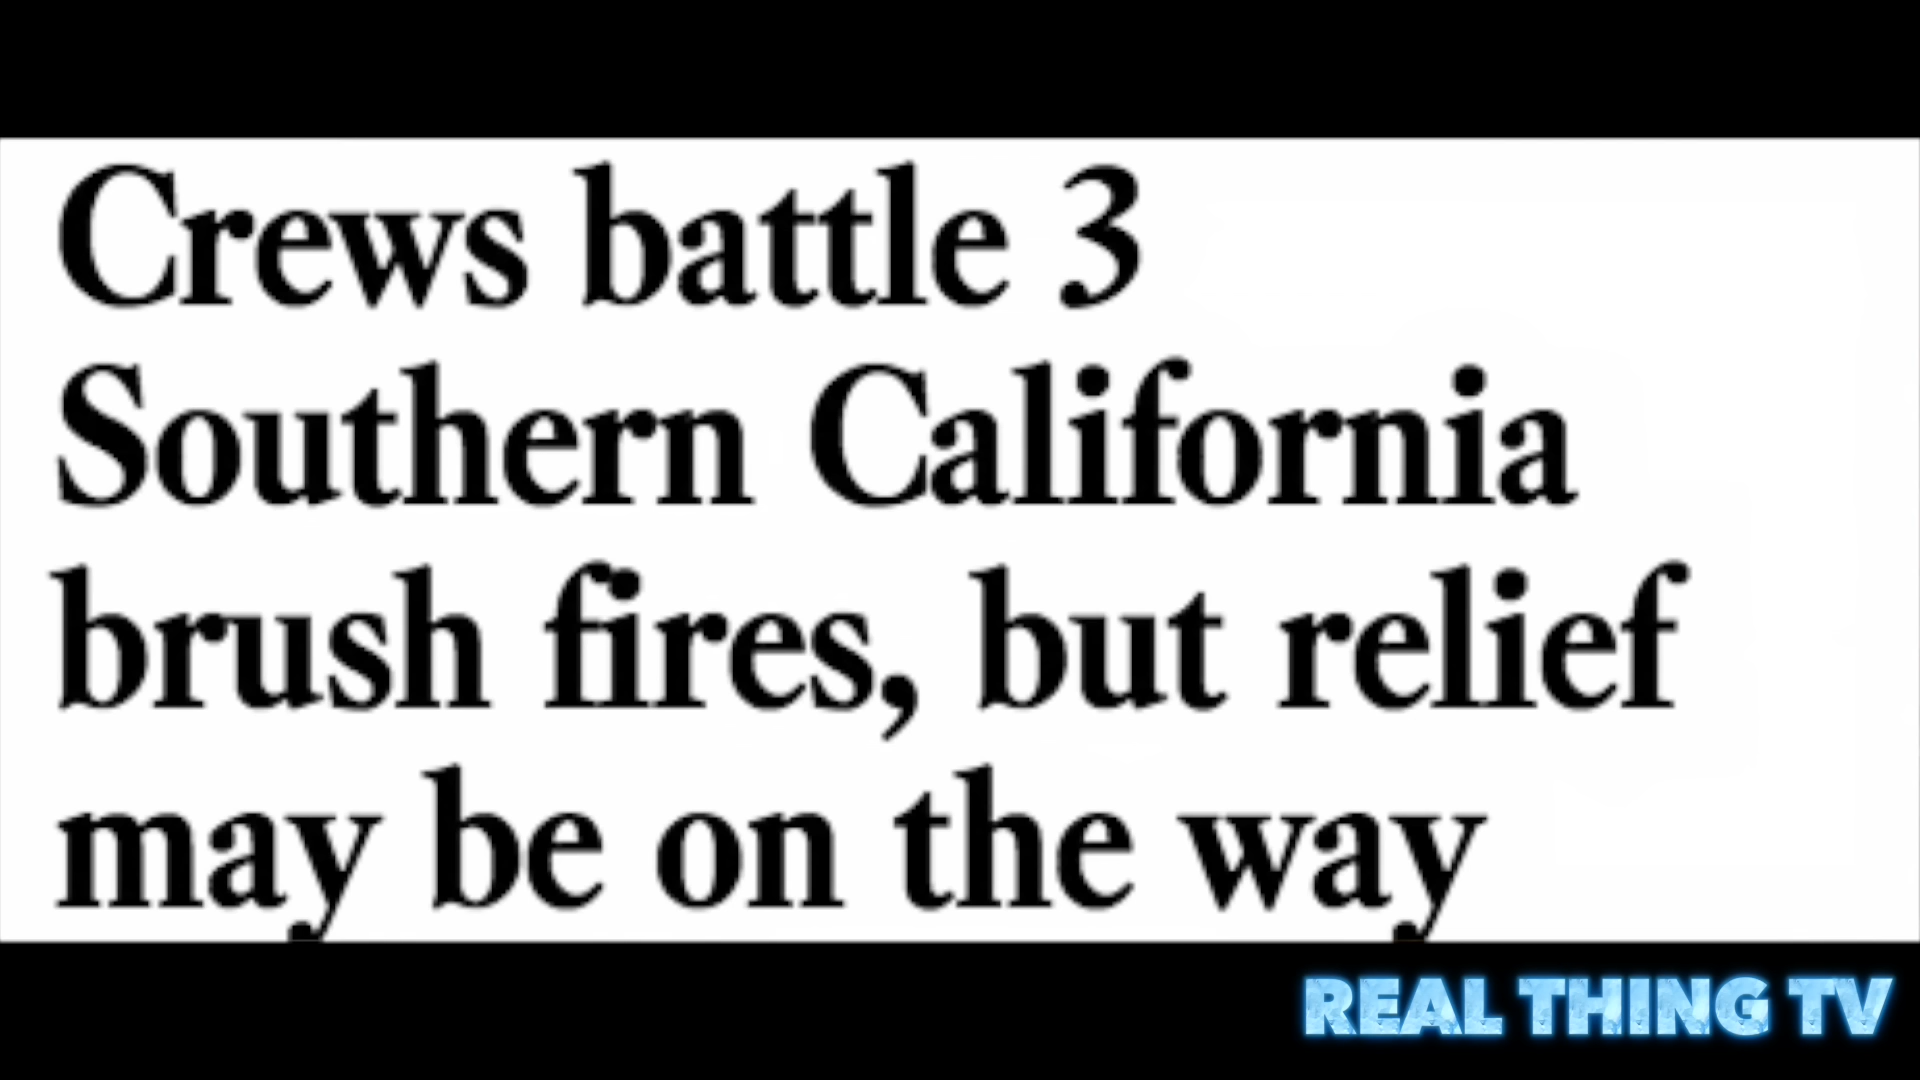 Crews battle 3
Southern California
brush fires, but relief
may be on the way
REAL THING TV